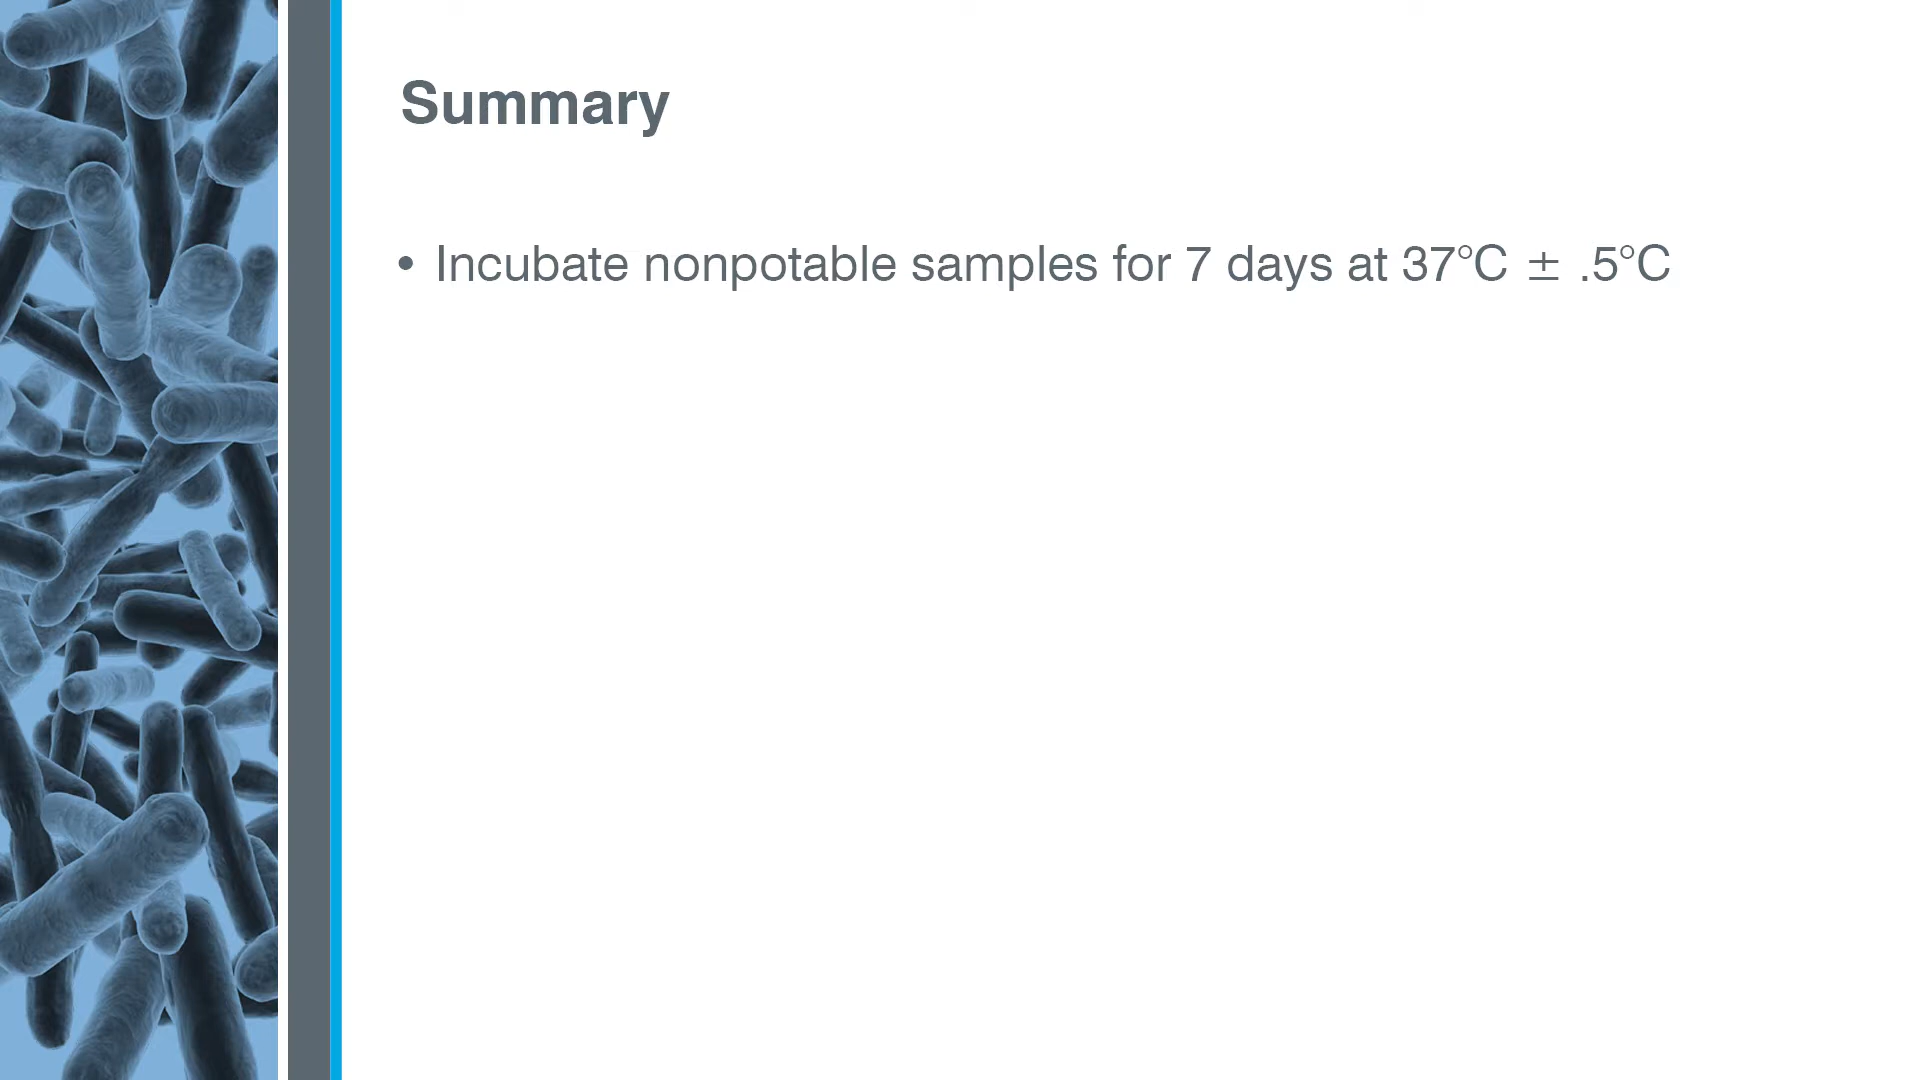 Summary
• Incubate nonpotable samples for 7 days at 37°C ± .5°C